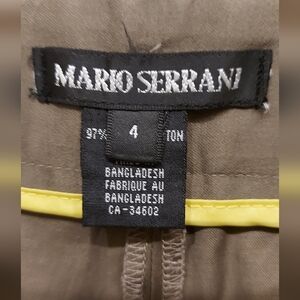 MARIO SERRANI
4
97% TON
BANGLADESH
FABRIQUE AU
BANGLADESH
CA-34602